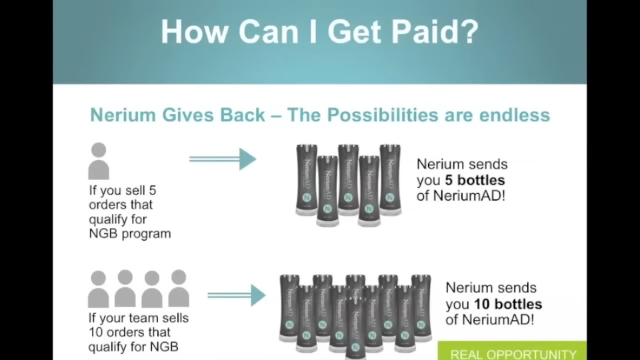 How Can I Get Paid?
Nerium Gives Back – The Possibilities are endless
If you sell 5
orders that
qualify for
NGB program
Nerium sends
you 5 bottles
of NeriumAD!
If your team sells
10 orders that
qualify for NGB
Nerium sends
you 10 bottles
of NeriumAD!
REAL OPPORTUNITY